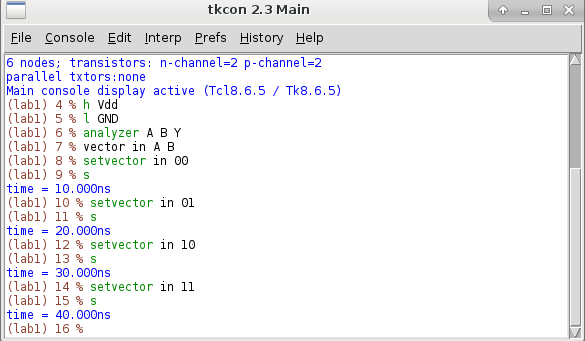 tkcon 2.3 Main
File Console Edit Interp Prefs History Help
6 nodes; transistors: n-channel=2 p-channel=2
parallel txtors:none
Main console display active (Tcl8.6.5 / Tk8.6.5)
(lab1) 4 % h Vdd
(lab1) 5 % l GND
(lab1) 6 % analyzer A B Y
(lab1) 7 % vector in A B
(lab1) 8 % setvector in 00
(lab1) 9 % s
time = 10.000ns
(lab1) 10 % setvector in 01
(lab1) 11 % s
time = 20.000ns
(lab1) 12 % setvector in 10
(lab1) 13 % s
time = 30.000ns
(lab1) 14 % setvector in 11
(lab1) 15 % s
time = 40.000ns
(lab1) 16 %